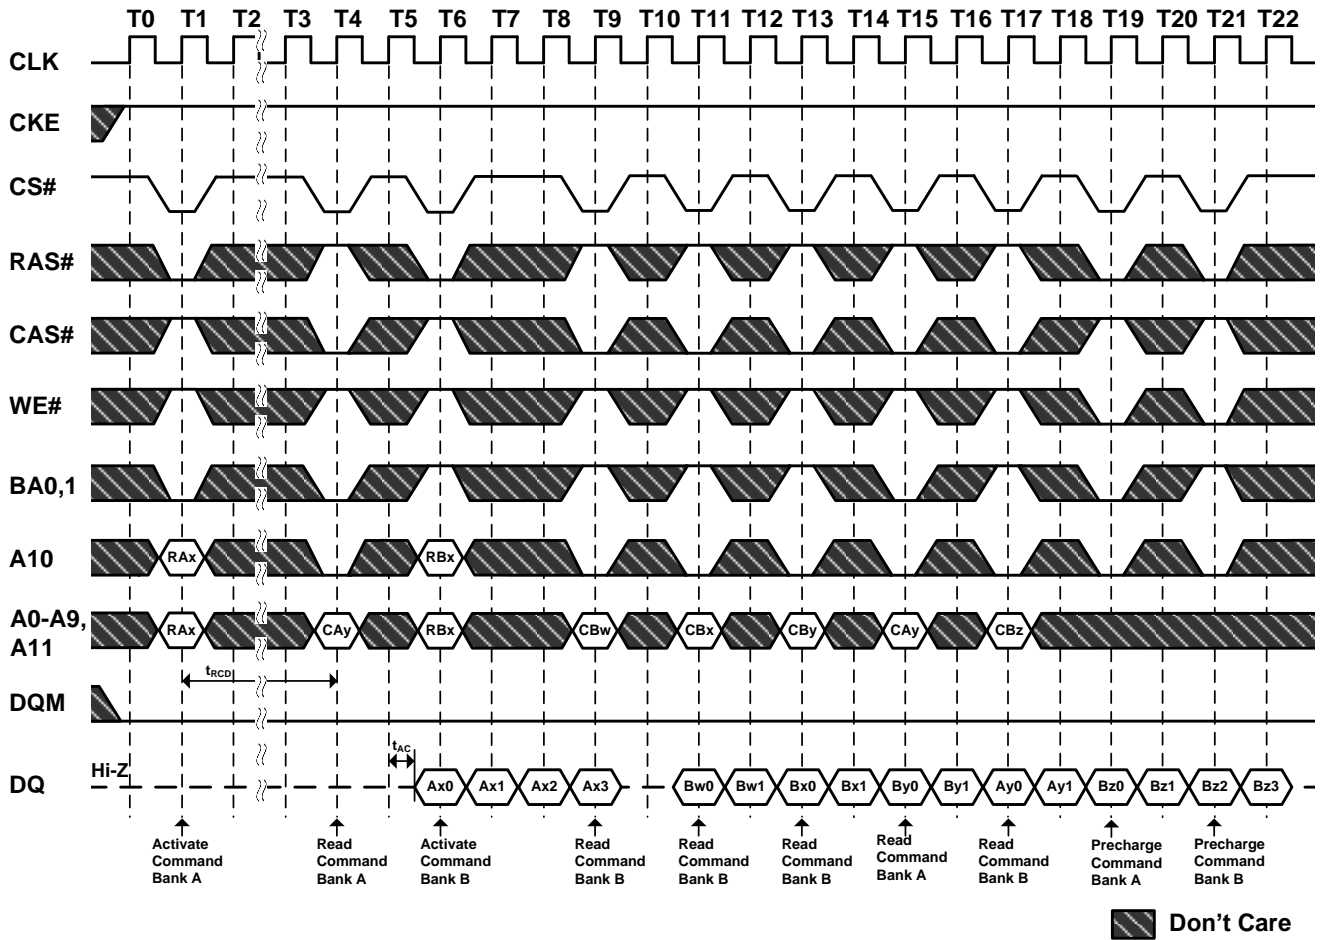 T0 T1 T2 T3 T4 T5 T6 T7 T8 T9 T10 T11 T12 T13 T14 T15 T16 T17 T18 T19 T20 T21 T22
CLK
CKE
CS#
RAS#
CAS#
WE#
BA0,1
A10 RAx RBx
A0-A9,
A11 RAx CAy RBx CBw CBx CBy CAy CBz
tRCD
DQM
tAC
Hi-Z
DQ Ax0 Ax1 Ax2 Ax3 Bw0 Bw1 Bx0 Bx1 By0 By1 Ay0 Ay1 Bz0 Bz1 Bz2 Bz3
Activate
Command
Bank A
Read
Command
Bank A
Activate
Command
Bank B
Read
Command
Bank B
Read
Command
Bank B
Read
Command
Bank B
Read
Command
Bank A
Read
Command
Bank B
Precharge
Command
Bank A
Precharge
Command
Bank B
Don't Care